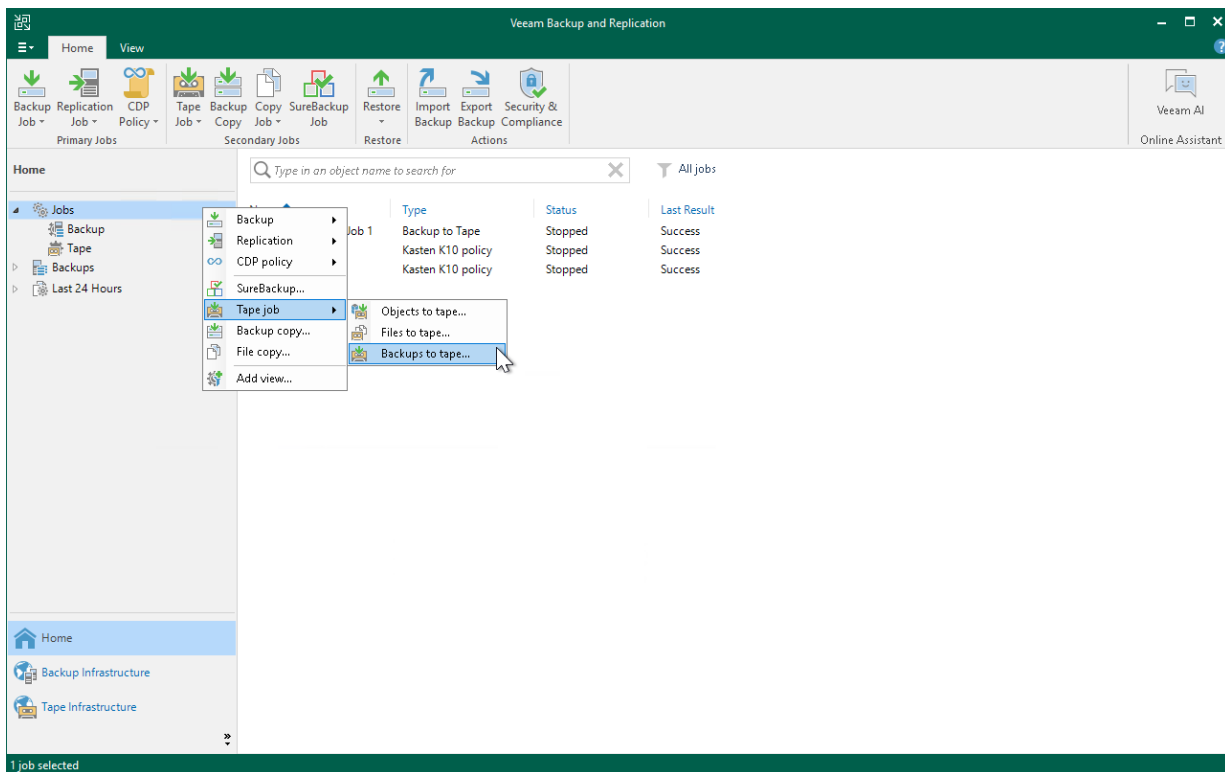 Veeam Backup and Replication
Home View
Backup Job Replication Job CDP Policy Tape Job Backup Copy Copy Job SureBackup Job Restore Import Backup Export Backup Security & Compliance Veeam AI
Primary Jobs Secondary Jobs Restore Actions Online Assistant
Home
Type in an object name to search for
All jobs
Jobs
Backup
Tape
Backups
Last 24 Hours
Type Status Last Result
Job 1 Backup to Tape Stopped Success
Kasten K10 policy Stopped Success
Kasten K10 policy Stopped Success
Backup
Replication
CDP policy
SureBackup...
Tape job
Backup copy...
File copy...
Add view...
Objects to tape...
Files to tape...
Backups to tape...
Home
Backup Infrastructure
Tape Infrastructure
1 job selected